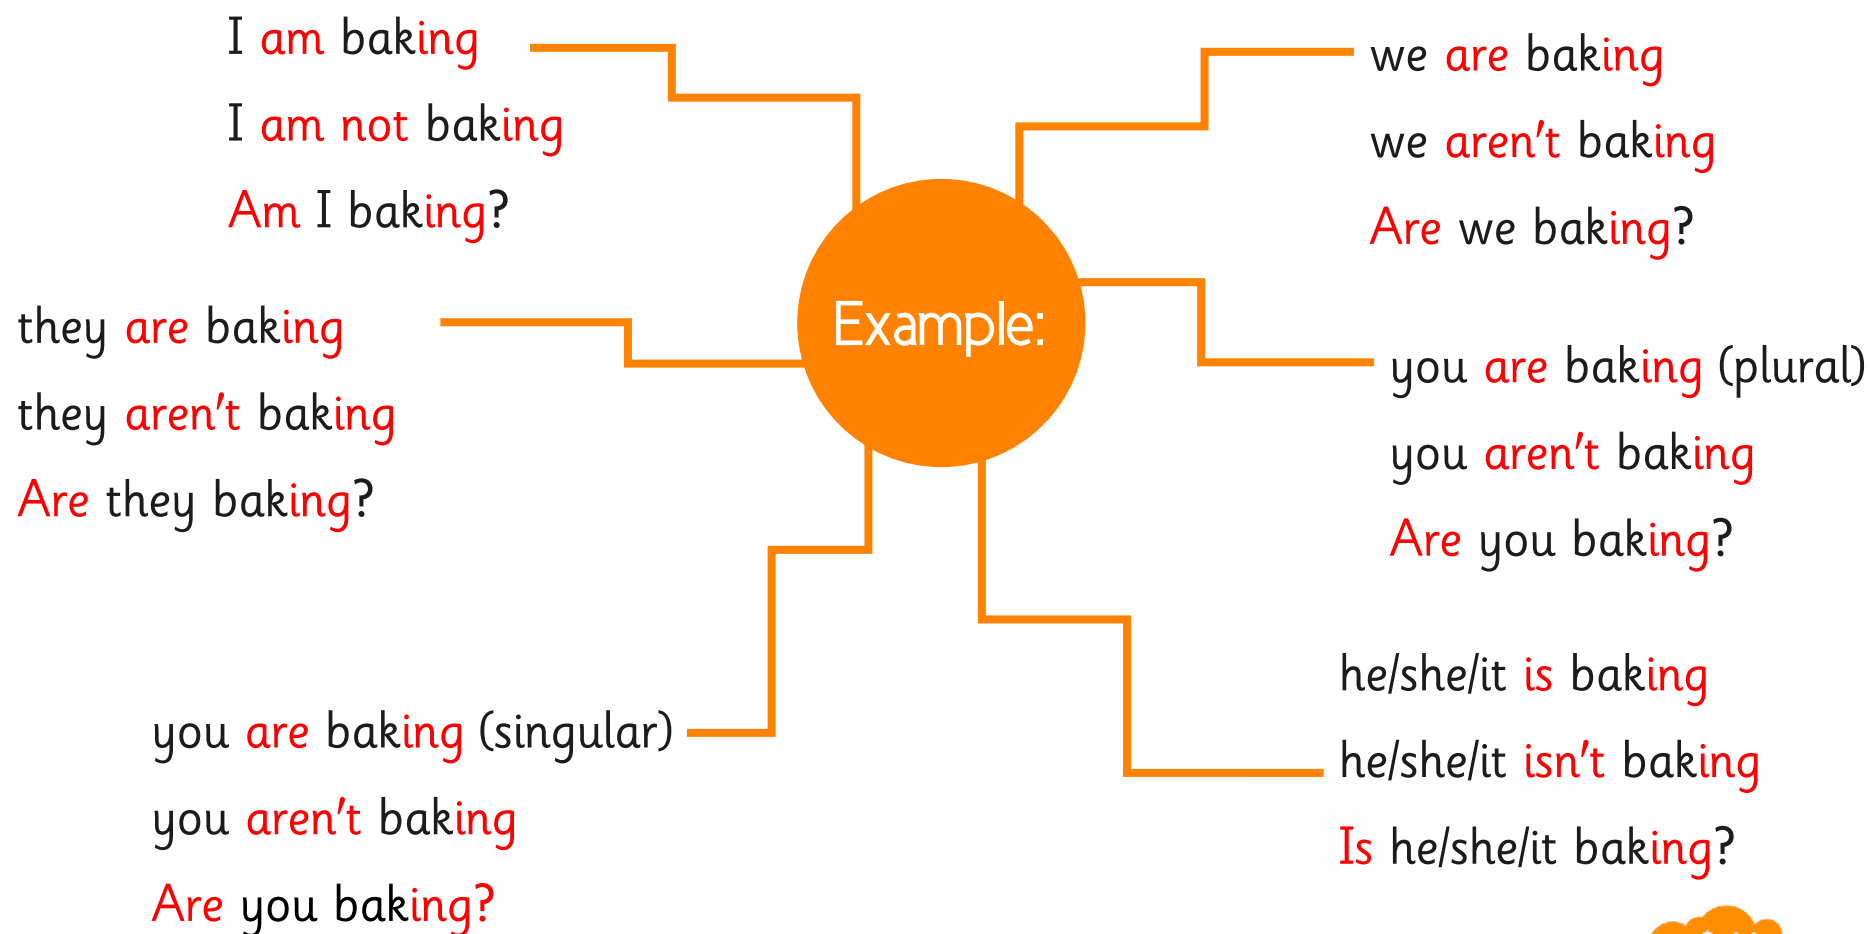 I am baking
I am not baking
Am I baking?
we are baking
we aren't baking
Are we baking?
they are baking
they aren't baking
Are they baking?
Example:
you are baking (plural)
you aren't baking
Are you baking?
you are baking (singular)
you aren't baking
Are you baking?
he/she/it is baking
he/she/it isn't baking
Is he/she/it baking?